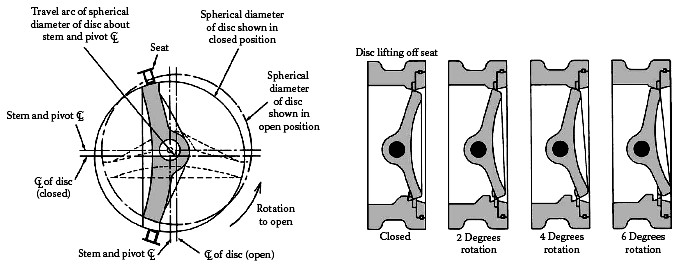 Travel arc of spherical
diameter of disc about
stem and pivot ℄
Spherical diameter
of disc shown in
closed position
Seat
Spherical
diameter
of disc
shown in
open position
Stem and pivot ℄
℄ of disc
(closed)
Rotation
to open
Stem and pivot ℄
℄ of disc (open)
Disc lifting off seat
Closed
2 Degrees
rotation
4 Degrees
rotation
6 Degrees
rotation